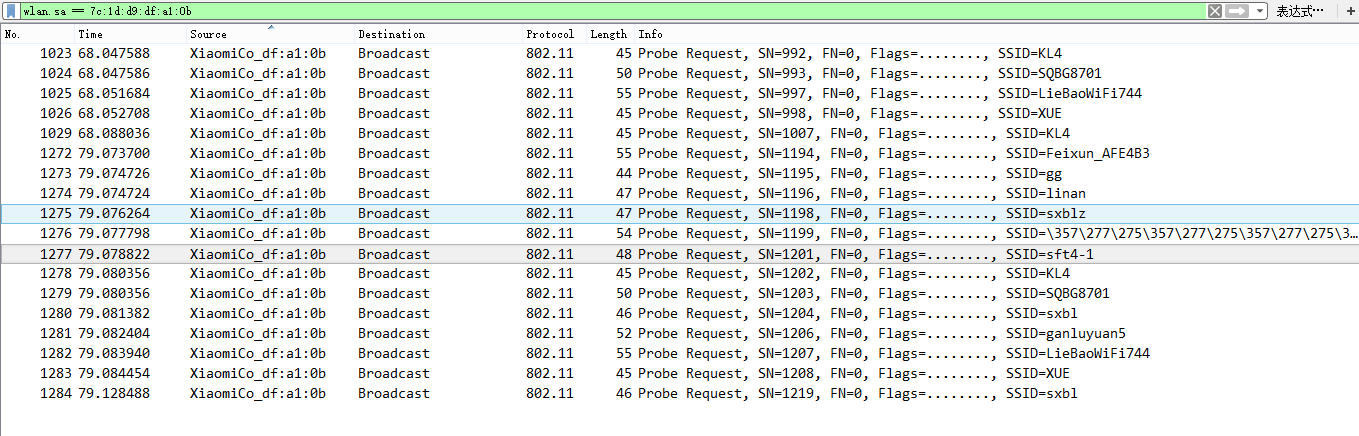 wlan.sa == 7c:1d:d9:df:a1:0b 表达式… +
No. Time Source Destination Protocol Length Info
1023 68.047588 XiaomiCo_df:a1:0b Broadcast 802.11 45 Probe Request, SN=992, FN=0, Flags=........, SSID=KL4
1024 68.047586 XiaomiCo_df:a1:0b Broadcast 802.11 50 Probe Request, SN=993, FN=0, Flags=........, SSID=SQBG8701
1025 68.051684 XiaomiCo_df:a1:0b Broadcast 802.11 55 Probe Request, SN=997, FN=0, Flags=........, SSID=LieBaoWiFi744
1026 68.052708 XiaomiCo_df:a1:0b Broadcast 802.11 45 Probe Request, SN=998, FN=0, Flags=........, SSID=XUE
1029 68.088036 XiaomiCo_df:a1:0b Broadcast 802.11 45 Probe Request, SN=1007, FN=0, Flags=........, SSID=KL4
1272 79.073700 XiaomiCo_df:a1:0b Broadcast 802.11 55 Probe Request, SN=1194, FN=0, Flags=........, SSID=Feixun_AFE4B3
1273 79.074726 XiaomiCo_df:a1:0b Broadcast 802.11 44 Probe Request, SN=1195, FN=0, Flags=........, SSID=gg
1274 79.074724 XiaomiCo_df:a1:0b Broadcast 802.11 47 Probe Request, SN=1196, FN=0, Flags=........, SSID=linan
1275 79.076264 XiaomiCo_df:a1:0b Broadcast 802.11 47 Probe Request, SN=1198, FN=0, Flags=........, SSID=sxblz
1276 79.077798 XiaomiCo_df:a1:0b Broadcast 802.11 54 Probe Request, SN=1199, FN=0, Flags=........, SSID=\357\277\275\357\277\275\357\277\275\3…
1277 79.078822 XiaomiCo_df:a1:0b Broadcast 802.11 48 Probe Request, SN=1201, FN=0, Flags=........, SSID=sft4-1
1278 79.080356 XiaomiCo_df:a1:0b Broadcast 802.11 45 Probe Request, SN=1202, FN=0, Flags=........, SSID=KL4
1279 79.080356 XiaomiCo_df:a1:0b Broadcast 802.11 50 Probe Request, SN=1203, FN=0, Flags=........, SSID=SQBG8701
1280 79.081382 XiaomiCo_df:a1:0b Broadcast 802.11 46 Probe Request, SN=1204, FN=0, Flags=........, SSID=sxbl
1281 79.082404 XiaomiCo_df:a1:0b Broadcast 802.11 52 Probe Request, SN=1206, FN=0, Flags=........, SSID=ganluyuan5
1282 79.083940 XiaomiCo_df:a1:0b Broadcast 802.11 55 Probe Request, SN=1207, FN=0, Flags=........, SSID=LieBaoWiFi744
1283 79.084454 XiaomiCo_df:a1:0b Broadcast 802.11 45 Probe Request, SN=1208, FN=0, Flags=........, SSID=XUE
1284 79.128488 XiaomiCo_df:a1:0b Broadcast 802.11 46 Probe Request, SN=1219, FN=0, Flags=........, SSID=sxbl